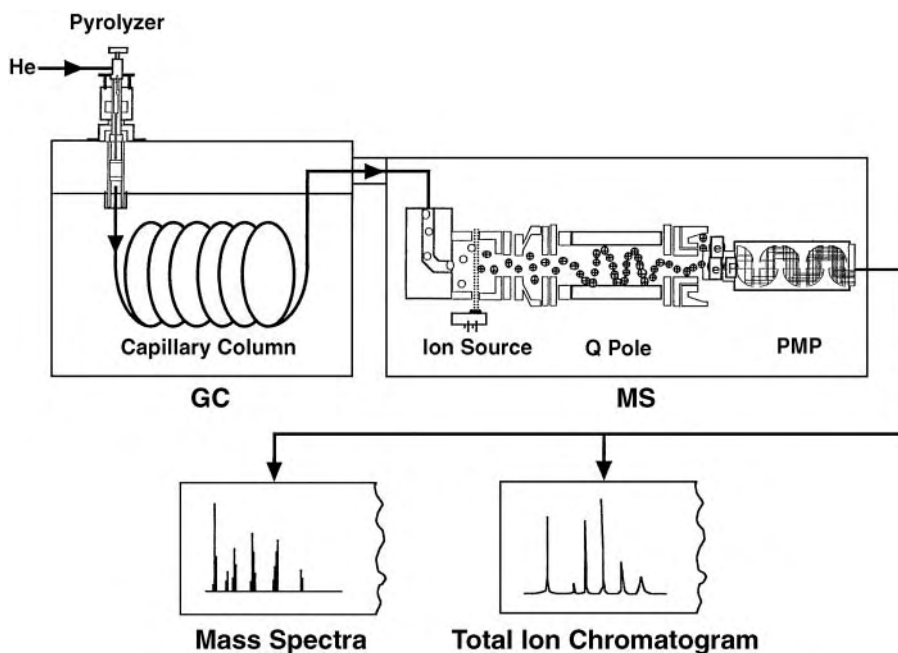 Pyrolyzer
He
Capillary Column
Ion Source
Q Pole
PMP
GC
MS
Mass Spectra
Total Ion Chromatogram